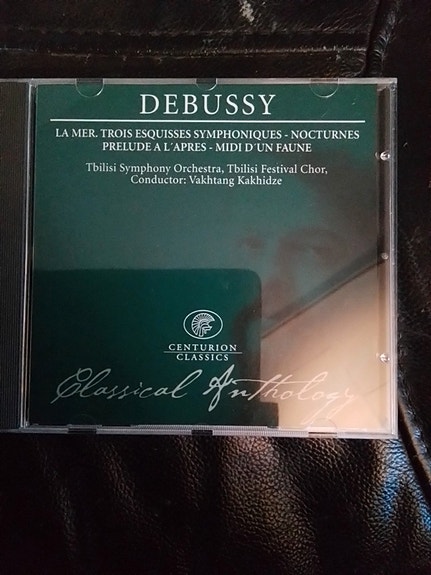 DEBUSSY
LA MER. TROIS ESQUISSES SYMPHONIQUES - NOCTURNES
PRELUDE A L´APRES - MIDI D´UN FAUNE
Tbilisi Symphony Orchestra, Tbilisi Festival Chor,
Conductor: Vakhtang Kakhidze
CENTURION
CLASSICS
Classical Anthology